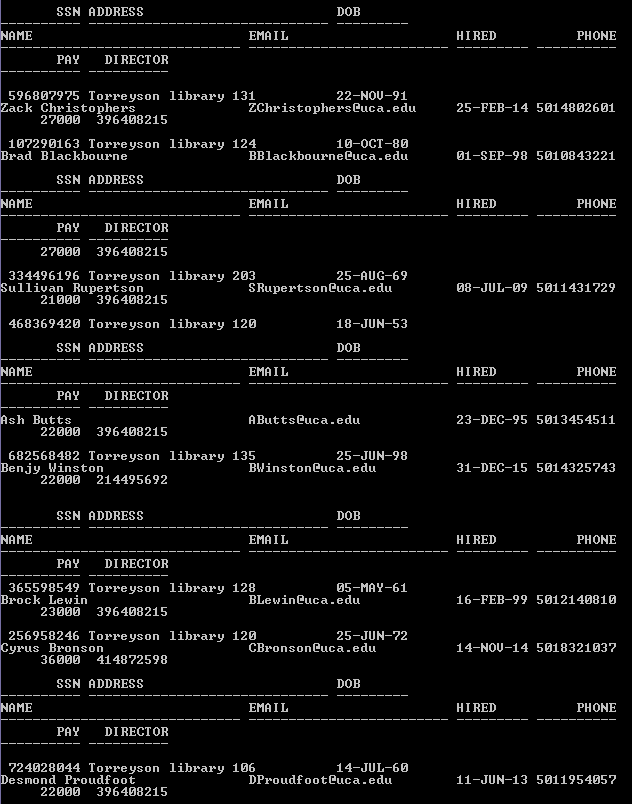 SSN ADDRESS DOB
NAME EMAIL HIRED PHONE
PAY DIRECTOR
596807975 Torreyson library 131 22-NOV-91
Zack Christophers ZChristophers@uca.edu 25-FEB-14 5014802601
27000 396408215
107290163 Torreyson library 124 10-OCT-80
Brad Blackbourne BBlackbourne@uca.edu 01-SEP-98 5010843221
SSN ADDRESS DOB
NAME EMAIL HIRED PHONE
PAY DIRECTOR
27000 396408215
334496196 Torreyson library 203 25-AUG-69
Sullivan Rupertson SRupertson@uca.edu 08-JUL-09 5011431729
21000 396408215
468369420 Torreyson library 120 18-JUN-53
SSN ADDRESS DOB
NAME EMAIL HIRED PHONE
PAY DIRECTOR
Ash Butts AButts@uca.edu 23-DEC-95 5013454511
22000 396408215
682568482 Torreyson library 135 25-JUN-98
Benjy Winston BWinston@uca.edu 31-DEC-15 5014325743
22000 214495692
SSN ADDRESS DOB
NAME EMAIL HIRED PHONE
PAY DIRECTOR
365598549 Torreyson library 128 05-MAY-61
Brock Lewin BLewin@uca.edu 16-FEB-99 5012140810
23000 396408215
256958246 Torreyson library 120 25-JUN-72
Cyrus Bronson CBronson@uca.edu 14-NOV-14 5018321037
36000 414872598
SSN ADDRESS DOB
NAME EMAIL HIRED PHONE
PAY DIRECTOR
724028044 Torreyson library 106 14-JUL-60
Desmond Proudfoot DProudfoot@uca.edu 11-JUN-13 5011954057
22000 396408215